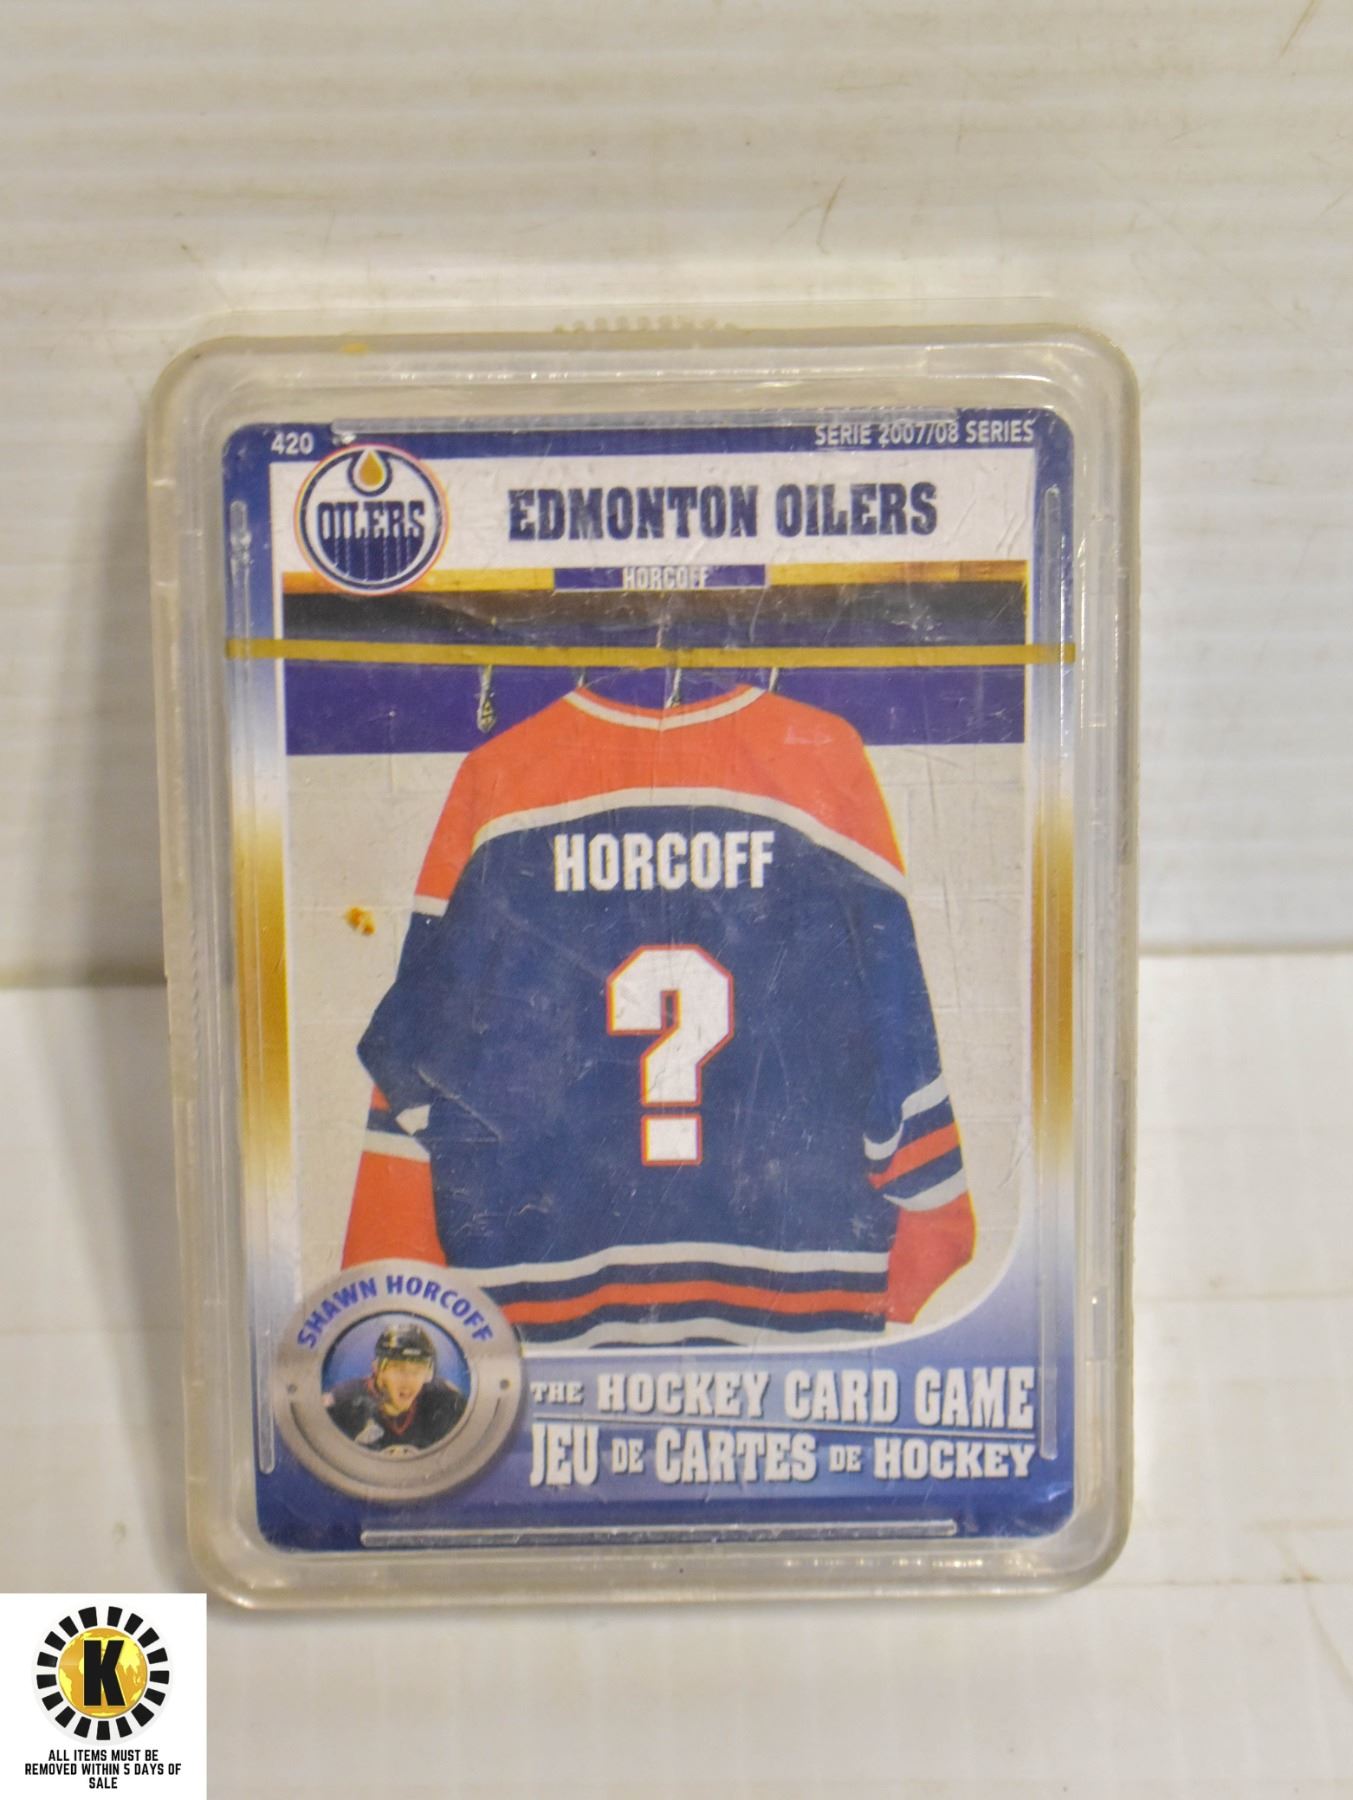 420
SERIE 2007/08 SERIES
OILERS
EDMONTON OILERS
HORCOFF
HORCOFF
?
SHAWN HORCOFF
THE HOCKEY CARD GAME
JEU DE CARTES DE HOCKEY
K
ALL ITEMS MUST BE
REMOVED WITHIN 5 DAYS OF
SALE